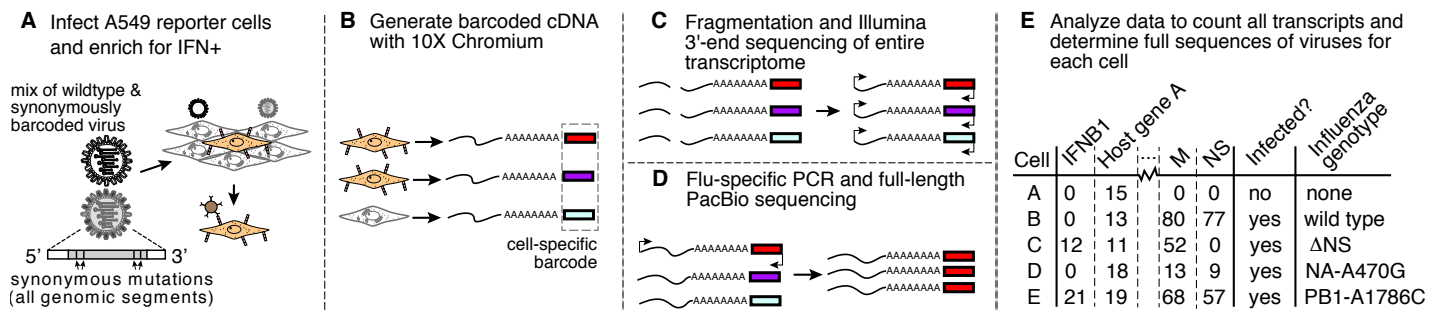 A Infect A549 reporter cells
and enrich for IFN+
mix of wildtype &
synonymously
barcoded virus
5' 3'
synonymous mutations
(all genomic segments)
B Generate barcoded cDNA
with 10X Chromium
AAAAAAAA
AAAAAAAA
AAAAAAAA
cell-specific
barcode
C Fragmentation and Illumina
3'-end sequencing of entire
transcriptome
AAAAAAAA AAAAAAAA
AAAAAAAA AAAAAAAA
AAAAAAAA AAAAAAAA
D Flu-specific PCR and full-length
PacBio sequencing
AAAAAAAA AAAAAAAA
AAAAAAAA AAAAAAAA
AAAAAAAA AAAAAAAA
E Analyze data to count all transcripts and
determine full sequences of viruses for
each cell
Cell IFNB1 Host gene A ... M NS Infected? Influenza genotype
A 0 15 0 0 no none
B 0 13 80 77 yes wild type
C 12 11 52 0 yes ΔNS
D 0 18 13 9 yes NA-A470G
E 21 19 68 57 yes PB1-A1786C